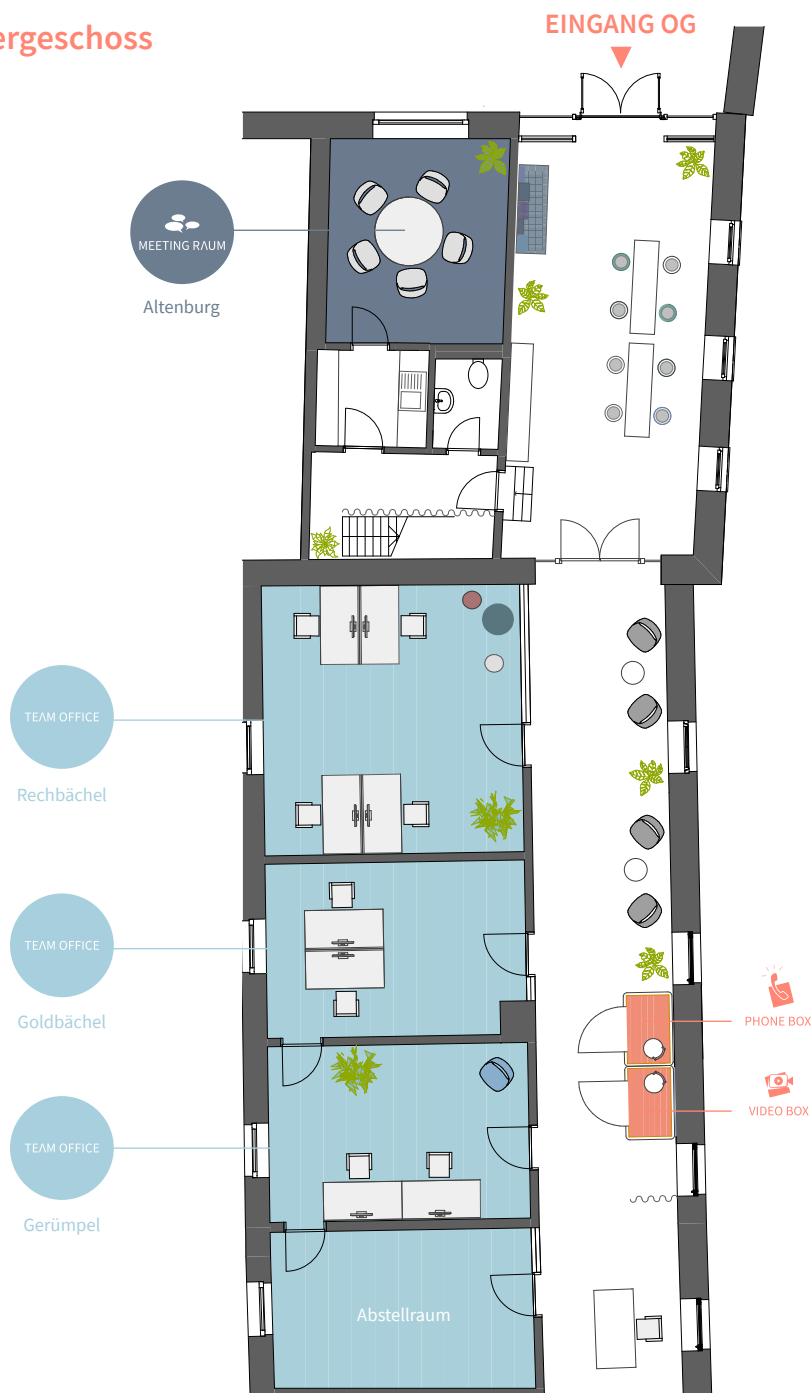 ergeschoss
EINGANG OG
MEETING RAUM
Altenburg
TEAM OFFICE
Rechbächel
TEAM OFFICE
Goldbächel
PHONE BOX
VIDEO BOX
TEAM OFFICE
Gerümpel
Abstellraum